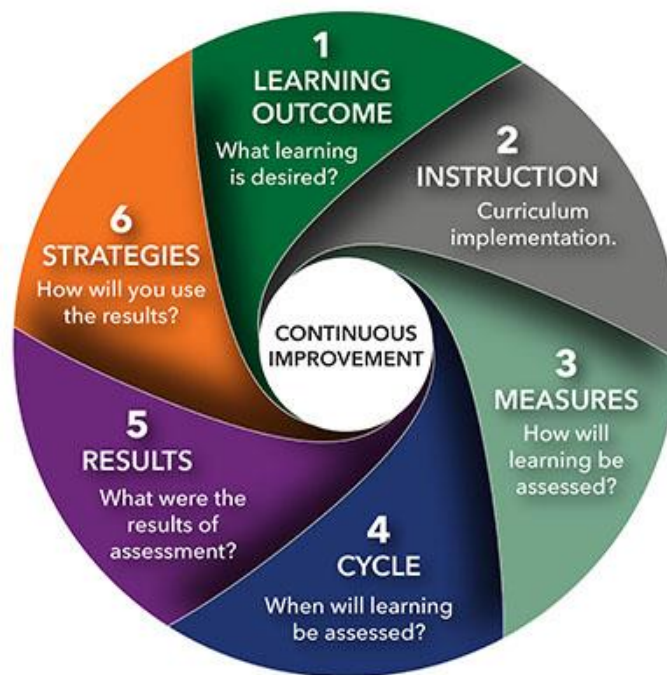 1
LEARNING
OUTCOME
What learning
is desired?
2
INSTRUCTION
Curriculum
implementation.
3
MEASURES
How will
learning be
assessed?
4
CYCLE
When will learning
be assessed?
5
RESULTS
What were the
results of
assessment?
6
STRATEGIES
How will you use
the results?
CONTINUOUS
IMPROVEMENT